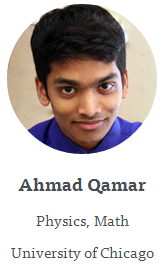 Ahmad Qamar
Physics, Math
University of Chicago